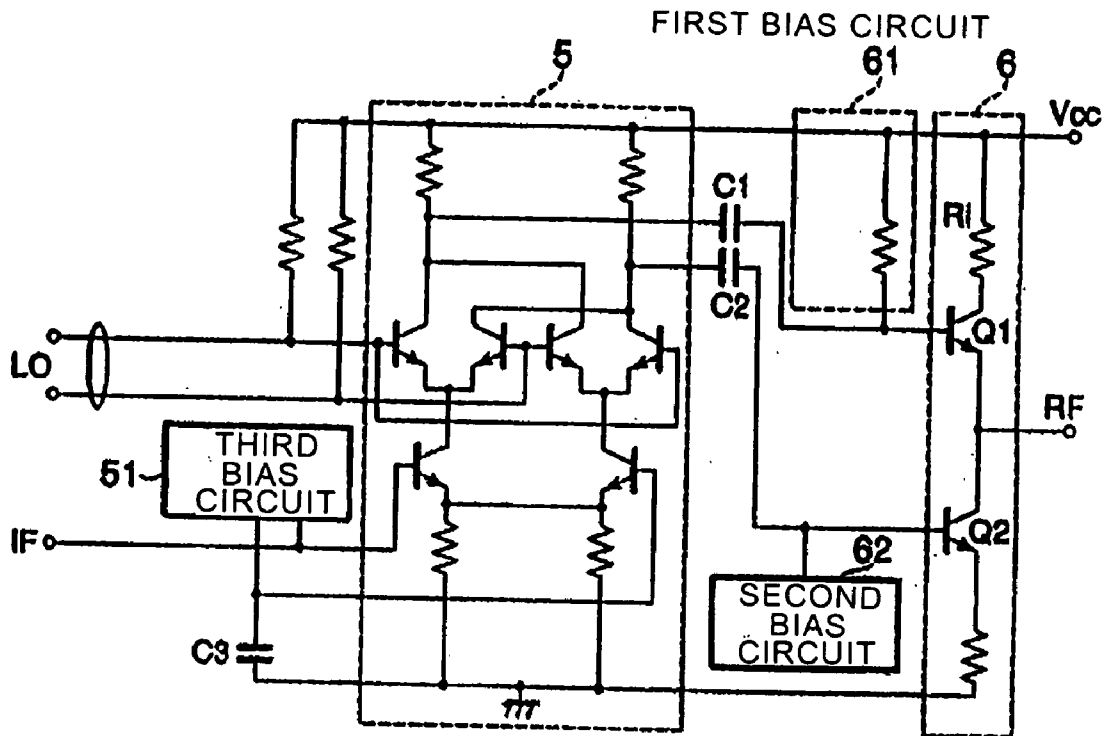 FIRST BIAS CIRCUIT
5
61
6
Vcc
C1
Ri
C2
Q1
LO
RF
THIRD
BIAS
CIRCUIT
51
IF
Q2
62
SECOND
BIAS
CIRCUIT
C3